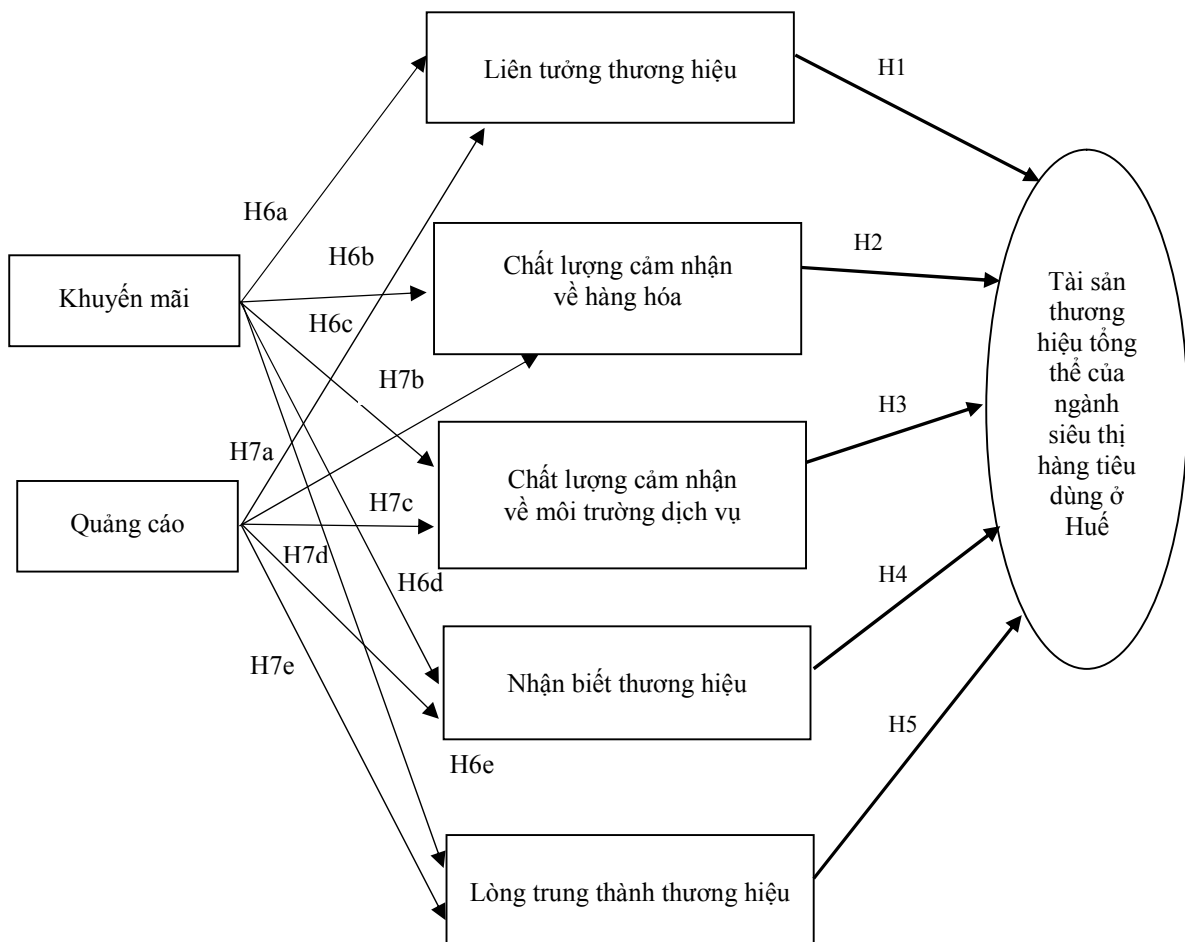 Liên tưởng thương hiệu
H1
H6a
H6b
H2
Khuyến mãi
Chất lượng cảm nhận
về hàng hóa
H6c
H7b
Tài sản
thương
hiệu tổng
thể của
ngành
siêu thị
hàng tiêu
dùng ở
Huế
H3
H7a
Quảng cáo
H7c
Chất lượng cảm nhận
về môi trường dịch vụ
H7d
H6d
H4
H7e
Nhận biết thương hiệu
H5
H6e
Lòng trung thành thương hiệu